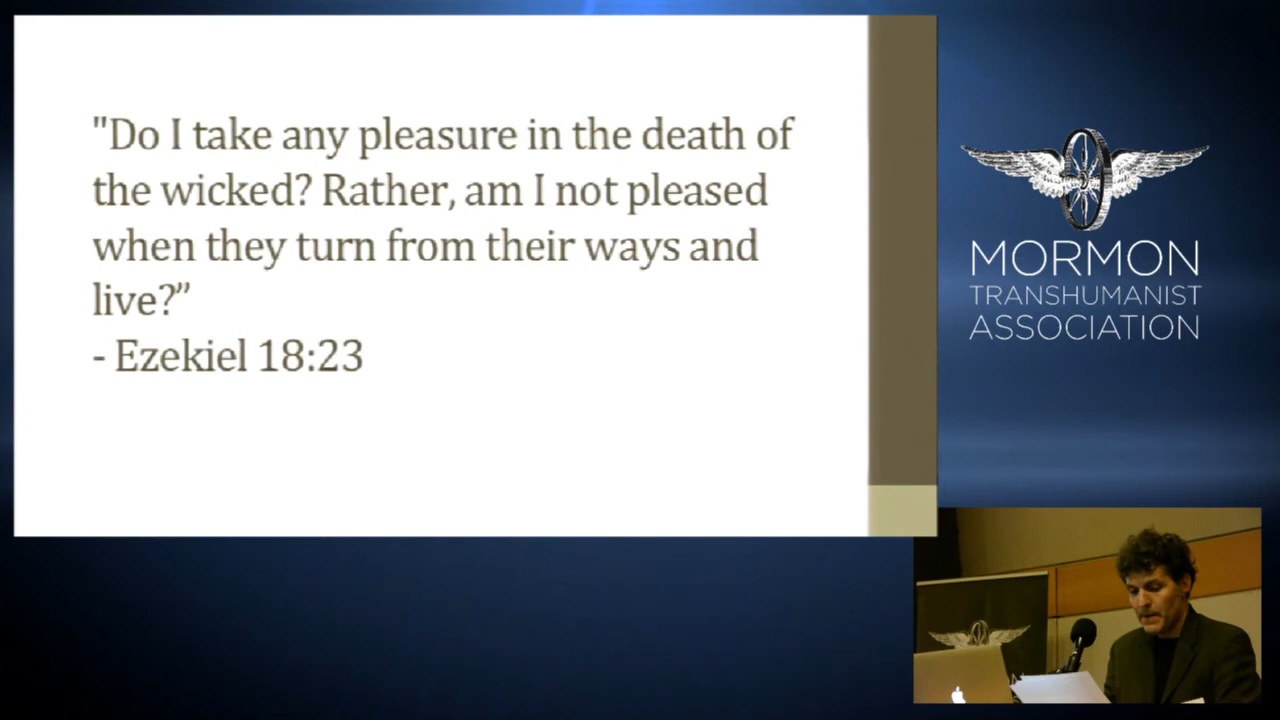 "Do I take any pleasure in the death of
the wicked? Rather, am I not pleased
when they turn from their ways and
live?”
- Ezekiel 18:23
MORMON
TRANSHUMANIST
ASSOCIATION